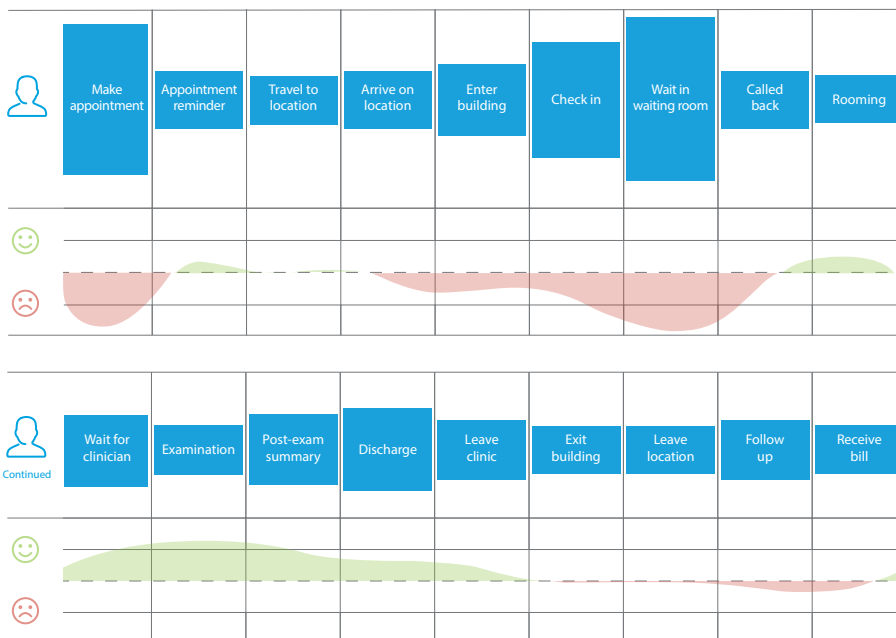 Make
appointment
Appointment
reminder
Travel to
location
Arrive on
location
Enter
building
Check in
Wait in
waiting room
Called
back
Rooming
Continued
Wait for
clinician
Examination
Post-exam
summary
Discharge
Leave
clinic
Exit
building
Leave
location
Follow
up
Receive
bill